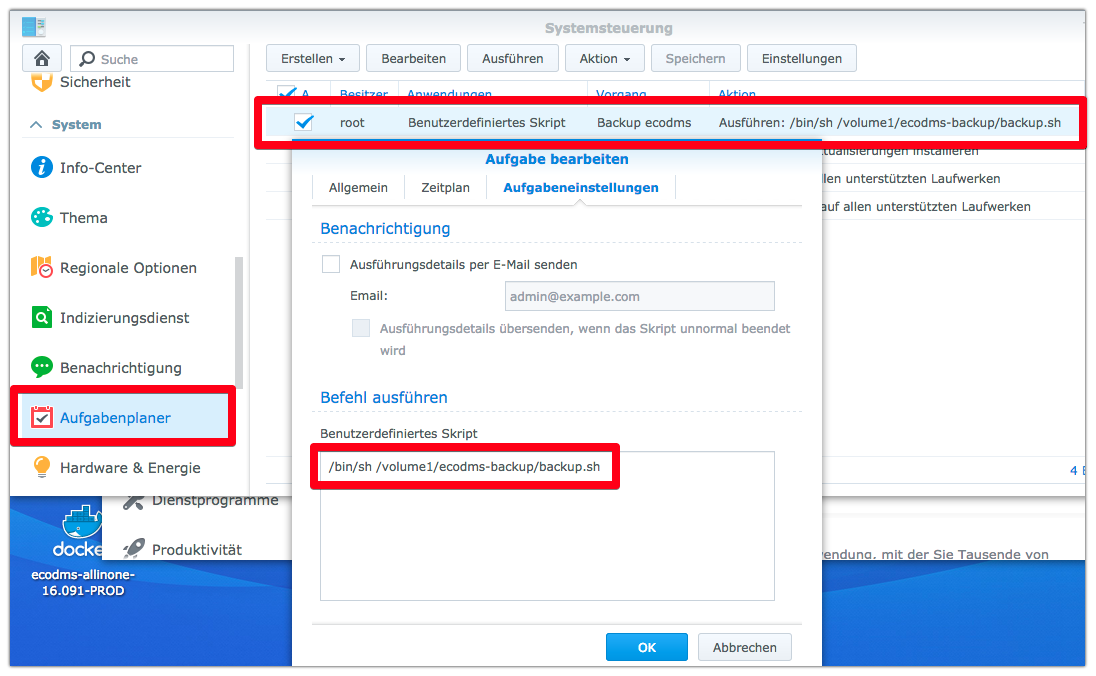 Systemsteuerung
Suche
Erstellen
Bearbeiten
Ausführen
Aktion
Speichern
Einstellungen
Sicherheit
System
Info-Center
Thema
Regionale Optionen
Indizierungsdienst
Benachrichtigung
Aufgabenplaner
Hardware & Energie
A
Besitzer
Anwendungen
Vorgang
Aktion
root
Benutzerdefiniertes Skript
Backup ecodms
Ausführen: /bin/sh /volume1/ecodms-backup/backup.sh
installieren
allen unterstützten Laufwerken
auf allen unterstützten Laufwerken
4
Aufgabe bearbeiten
Allgemein
Zeitplan
Aufgabeneinstellungen
Benachrichtigung
Ausführungsdetails per E-Mail senden
Email:
admin@example.com
Ausführungsdetails übersenden, wenn das Skript unnormal beendet
wird
Befehl ausführen
Benutzerdefiniertes Skript
/bin/sh /volume1/ecodms-backup/backup.sh
OK
Abbrechen
Dienstprogramme
Produktivität
mit der Sie Tausende von
docke
ecodms-allinone-
16.091-PROD